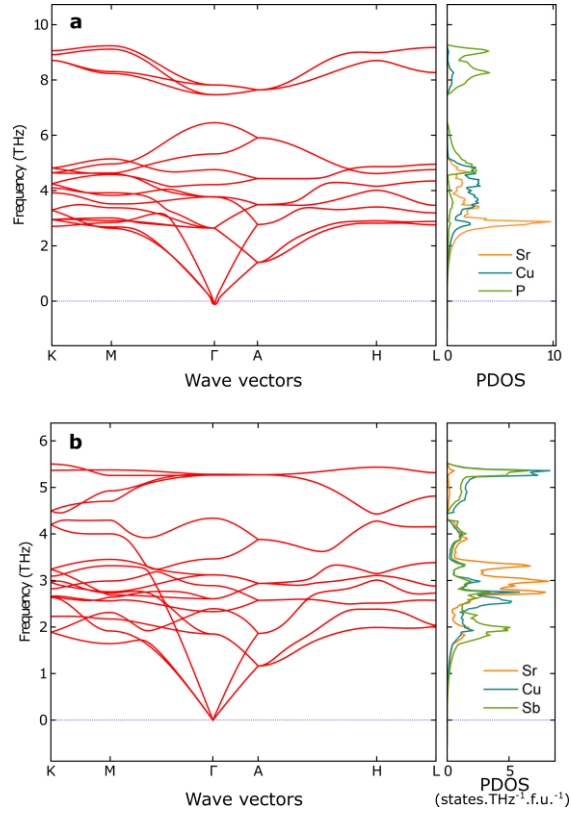 a
10
8
6
4
2
0
Frequency (THz)
K M Γ A H L
Wave vectors
Sr
Cu
P
0 10
PDOS
b
6
5
4
3
2
1
0
Frequency (THz)
K M Γ A H L
Wave vectors
Sr
Cu
Sb
0 5
PDOS
(states.THz⁻¹.f.u.⁻¹)